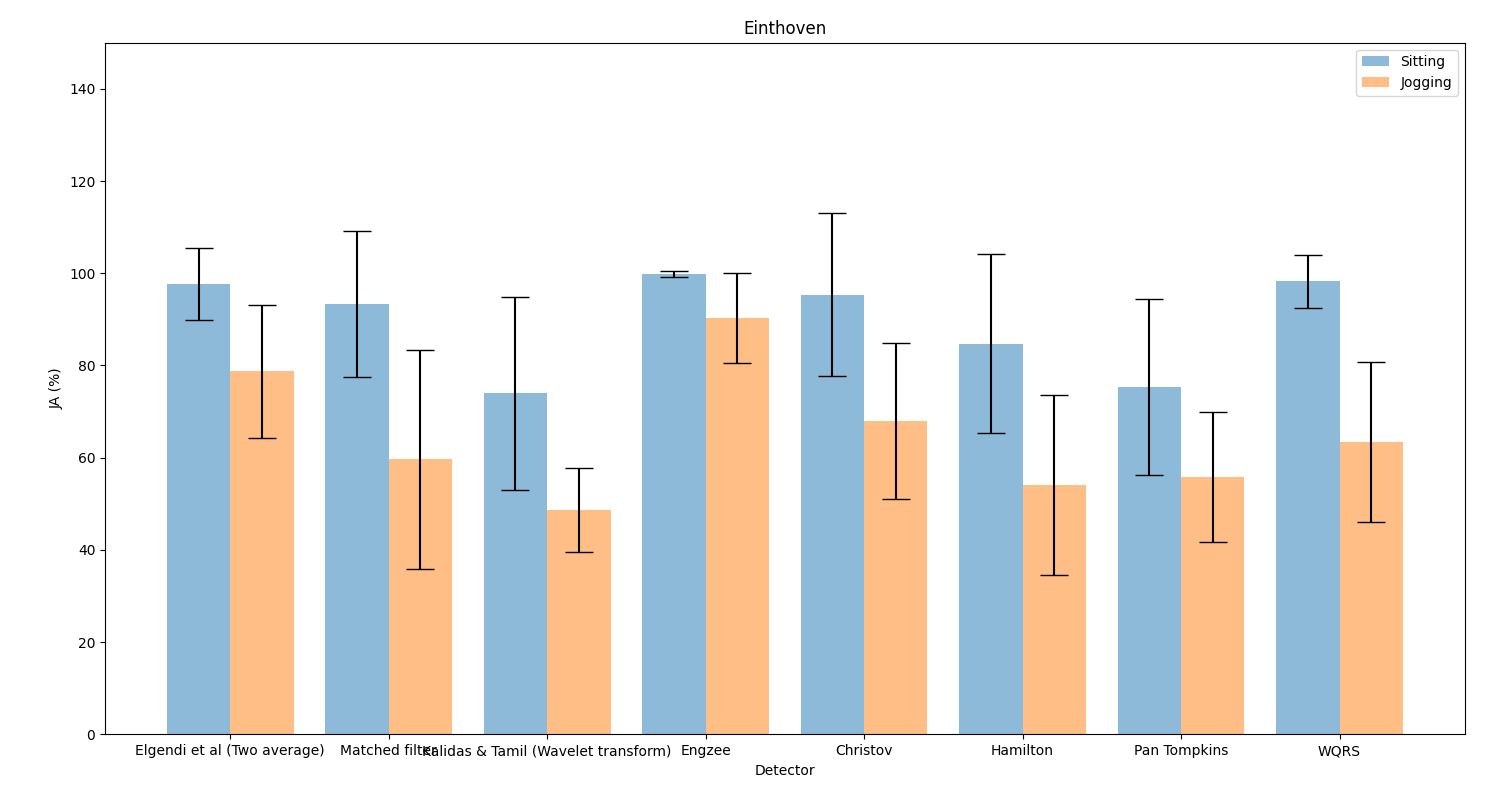 Einthoven
Sitting
Jogging
140
120
100
80
60
40
20
0
JA (%)
Elgendi et al (Two average) Matched filter Kalidas & Tamil (Wavelet transform) Engzee Christov Hamilton Pan Tompkins WQRS
Detector